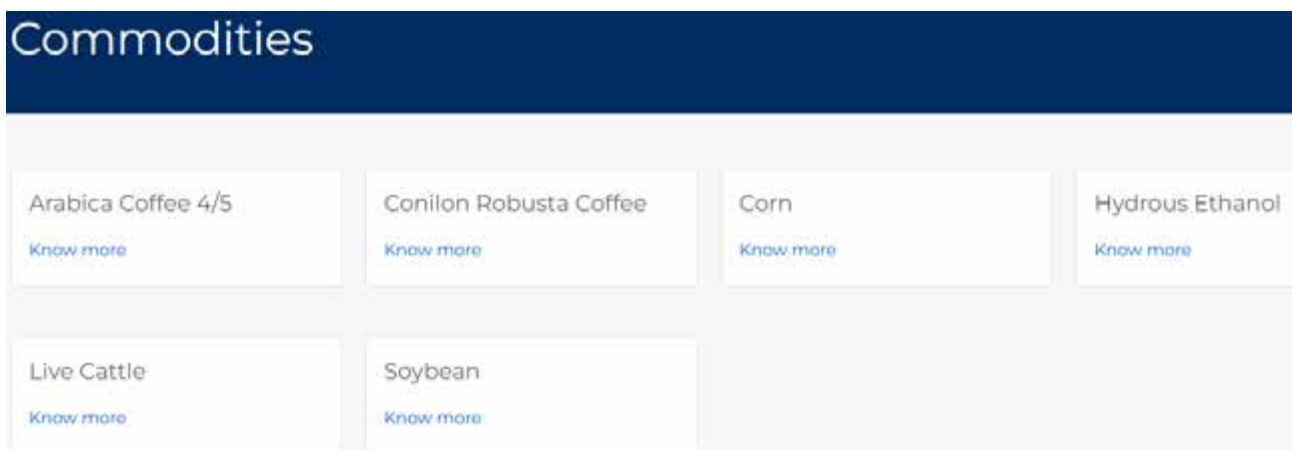 Commodities
Arabica Coffee 4/5
Know more
Conilon Robusta Coffee
Know more
Corn
Know more
Hydrous Ethanol
Know more
Live Cattle
Know more
Soybean
Know more